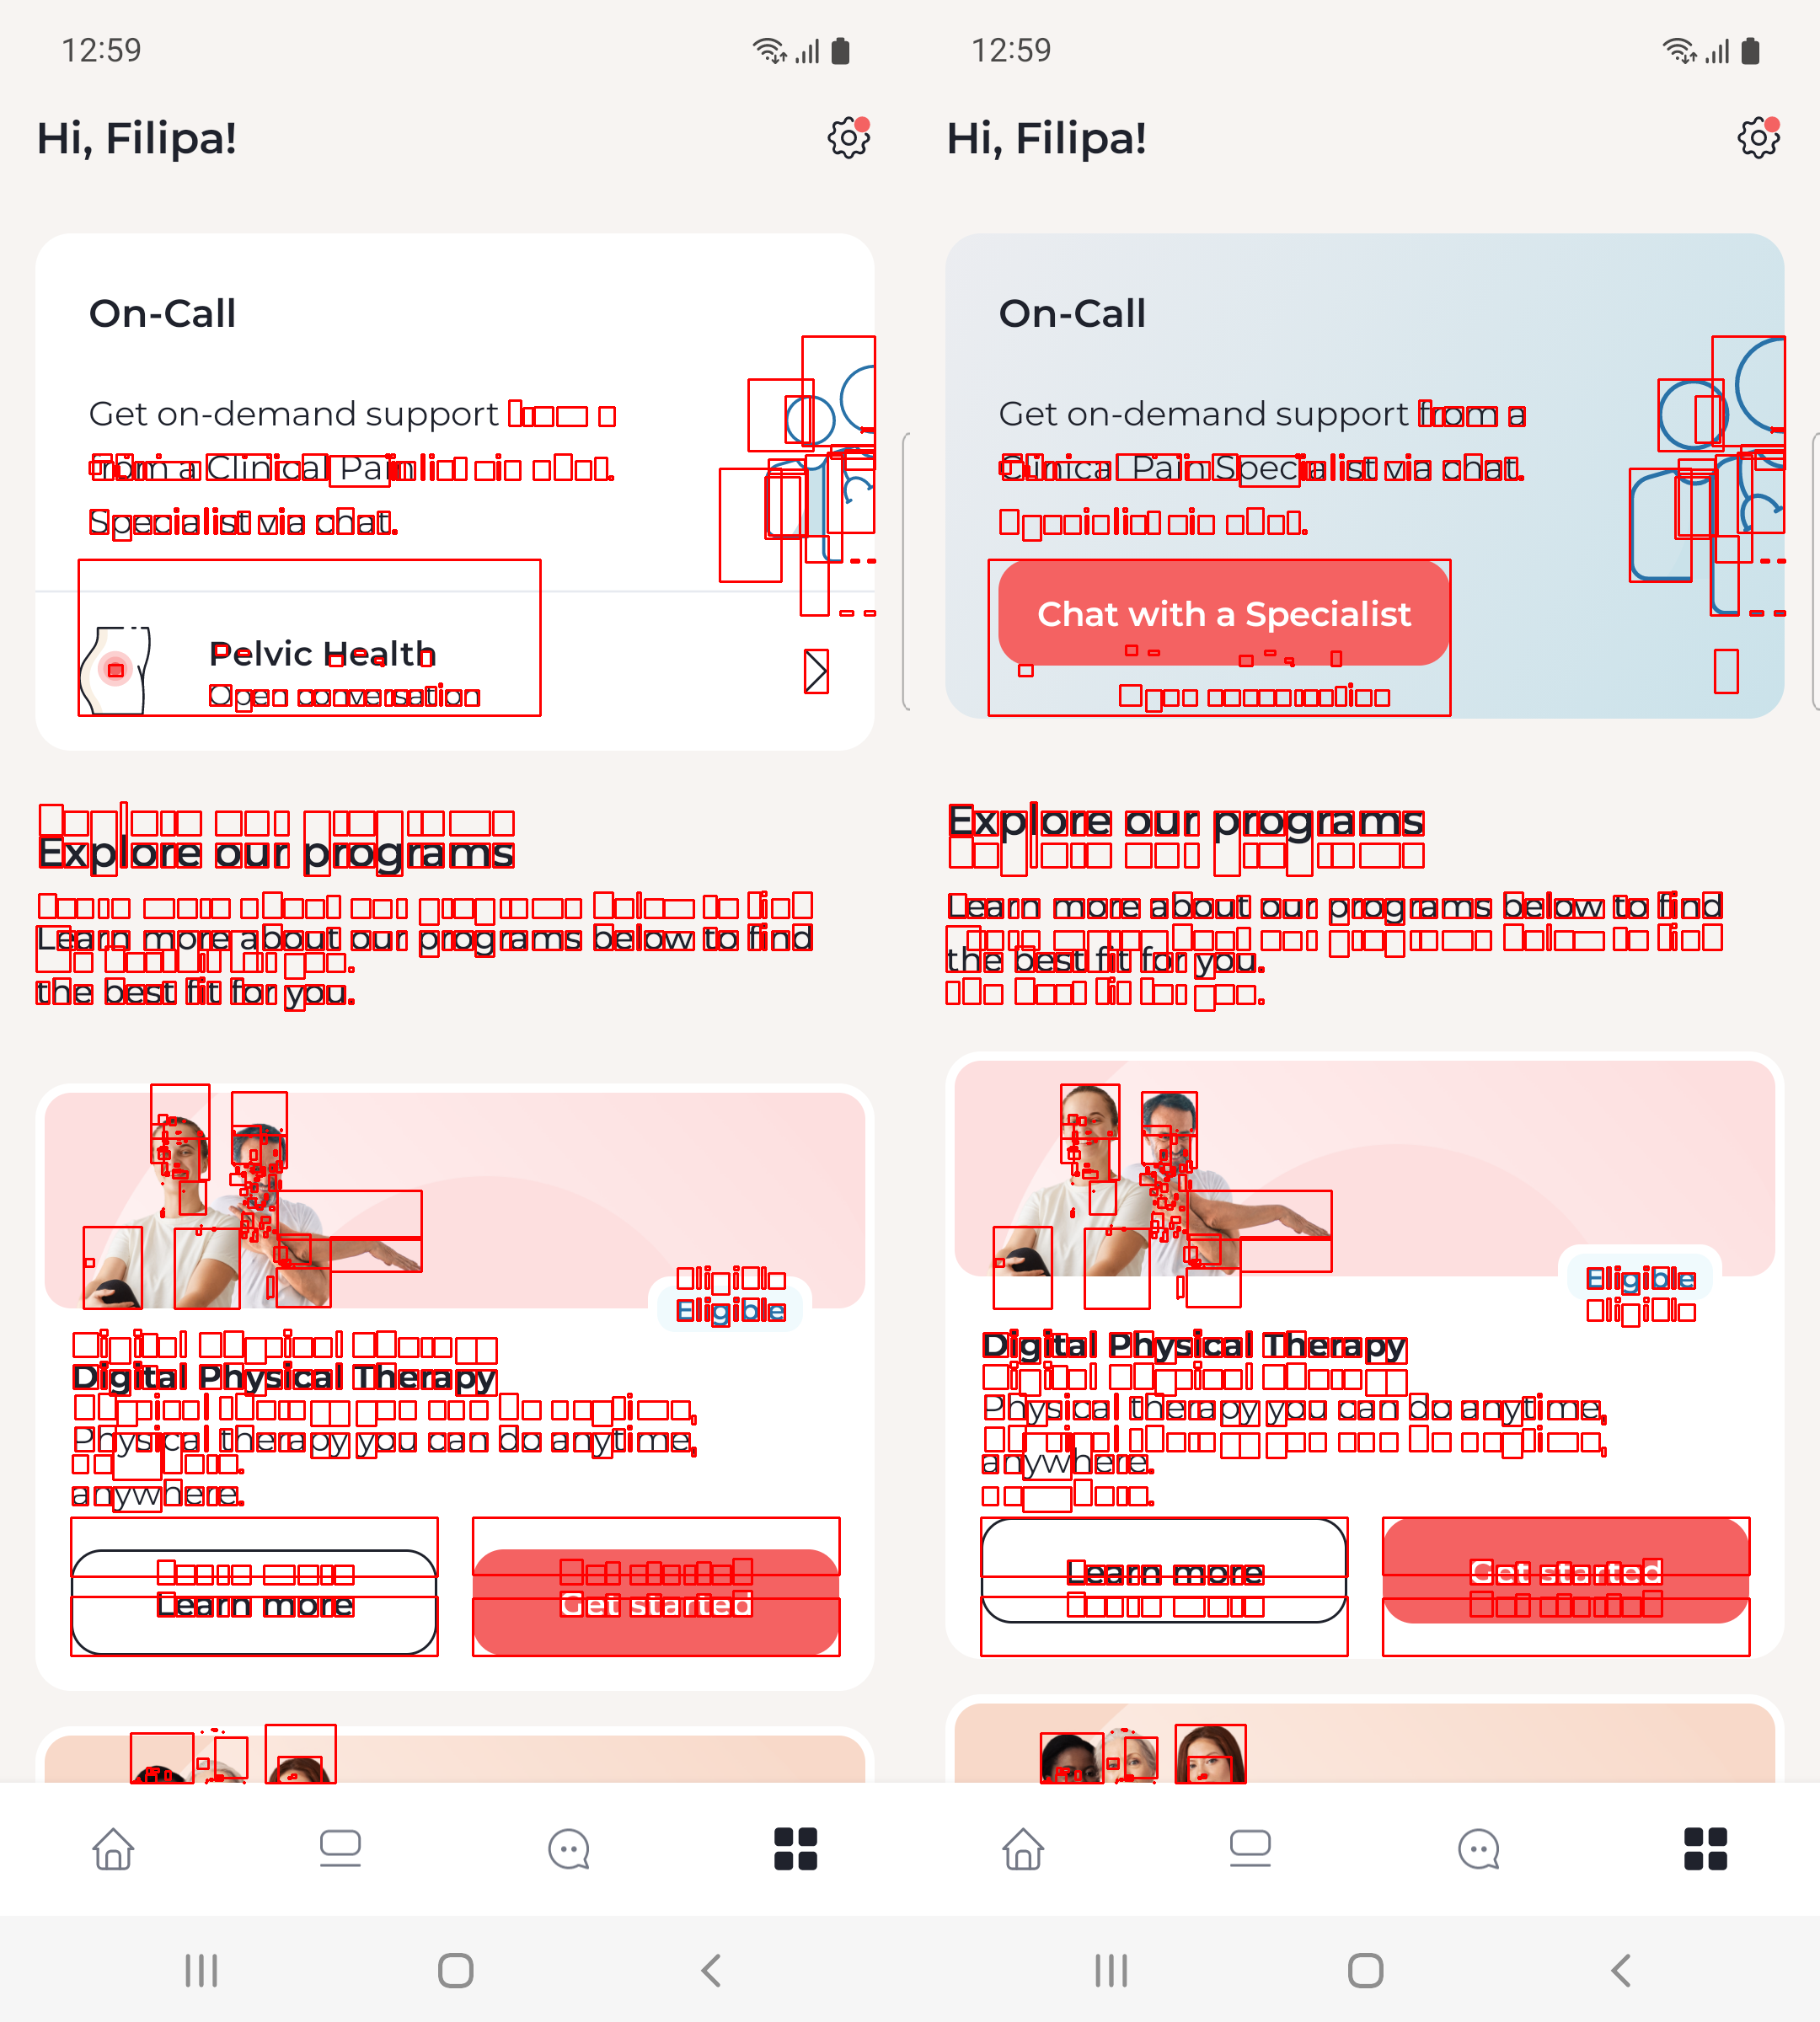 12:59
Hi, Filipa!
On-Call
Get on-demand support
from a Clinical Pain
Specialist via chat.
Pelvic Health
Open conversation
Explore our programs
Learn more about our programs below to find
the best fit for you.
Eligible
Digital Physical Therapy
Physical therapy you can do anytime,
anywhere.
Learn more
Get started
12:59
Hi, Filipa!
On-Call
Get on-demand support from a
Clinical Pain Specialist via chat.
Chat with a Specialist
Explore our programs
Learn more about our programs below to find
the best fit for you.
Eligible
Digital Physical Therapy
Physical therapy you can do anytime,
anywhere.
Learn more
Get started